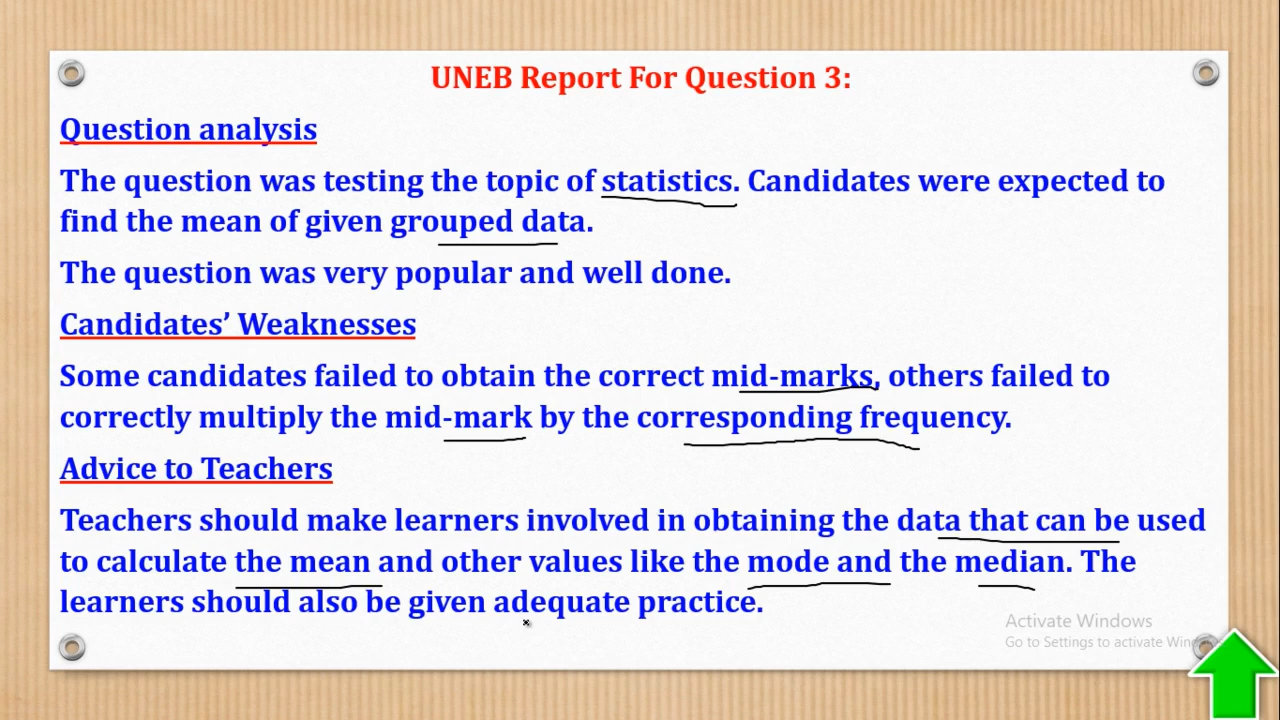 UNEB Report For Question 3:
Question analysis
The question was testing the topic of statistics. Candidates were expected to
find the mean of given grouped data.
The question was very popular and well done.
Candidates’ Weaknesses
Some candidates failed to obtain the correct mid-marks, others failed to
correctly multiply the mid-mark by the corresponding frequency.
Advice to Teachers
Teachers should make learners involved in obtaining the data that can be used
to calculate the mean and other values like the mode and the median. The
learners should also be given adequate practice.
Activate Windows
Go to Settings to activate Windows.